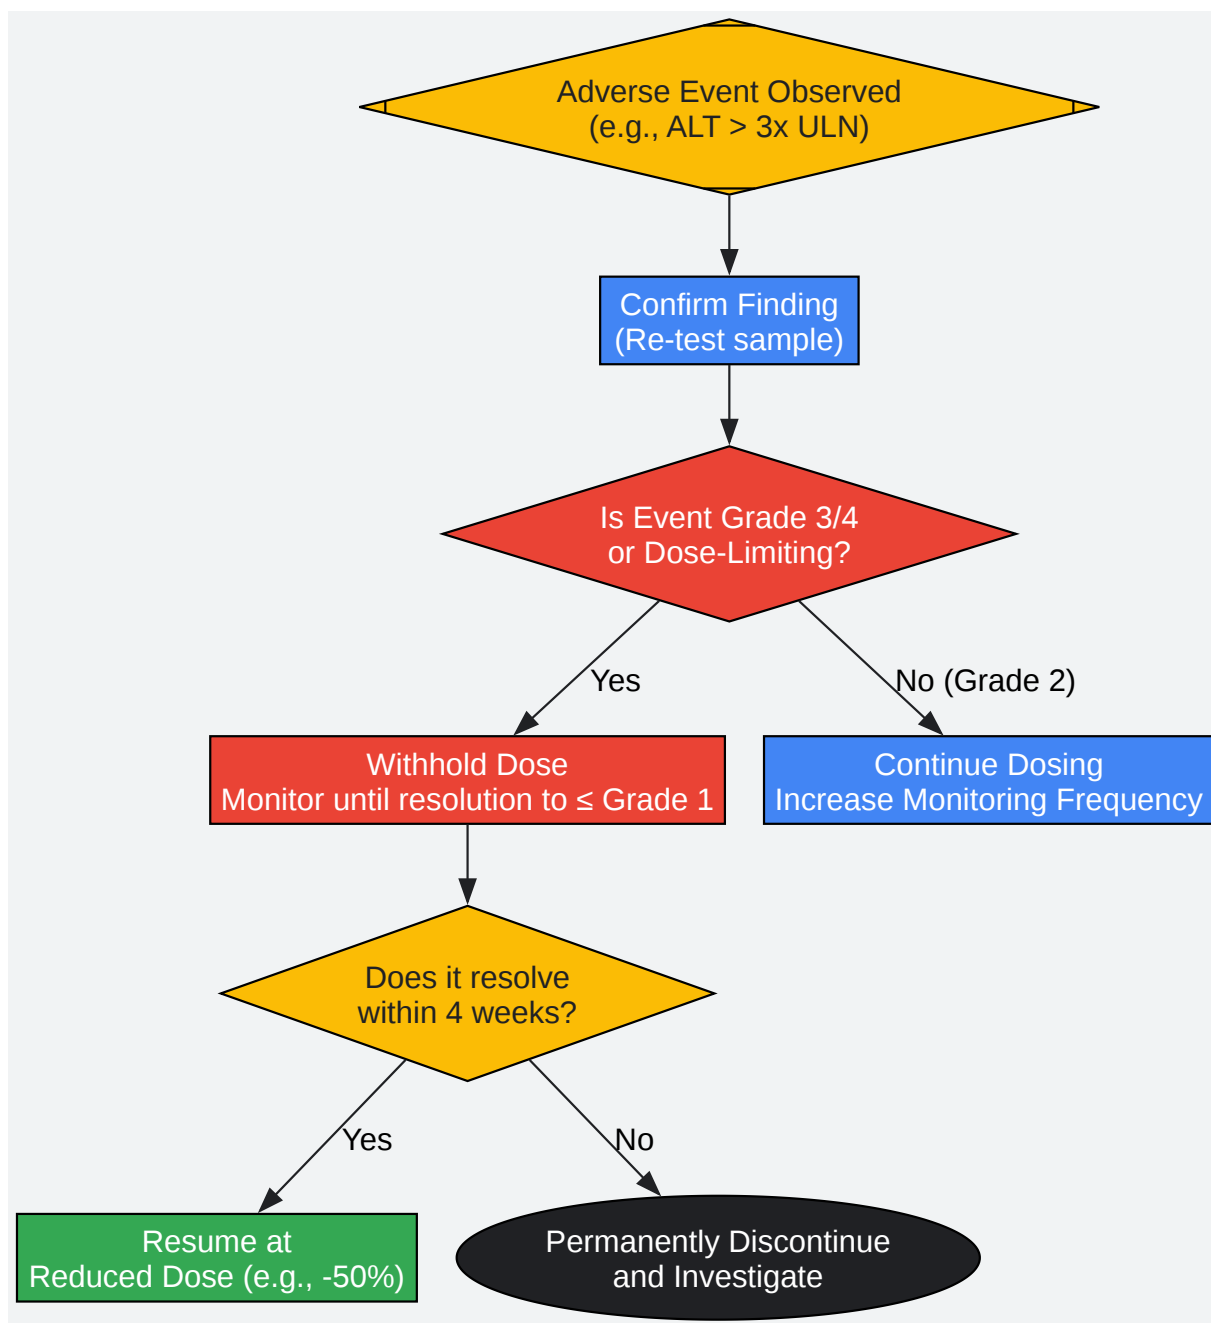 Adverse Event Observed
(e.g., ALT > 3x ULN)
Confirm Finding
(Re-test sample)
Is Event Grade 3/4
or Dose-Limiting?
Yes
No (Grade 2)
Withhold Dose
Monitor until resolution to ≤ Grade 1
Continue Dosing
Increase Monitoring Frequency
Does it resolve
within 4 weeks?
Yes
No
Resume at
Reduced Dose (e.g., -50%)
Permanently Discontinue
and Investigate